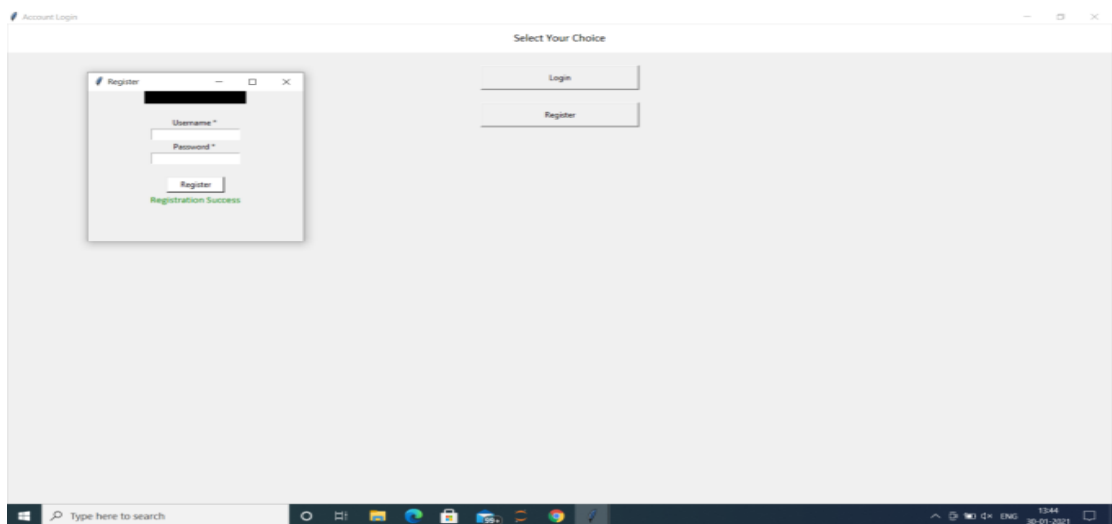 Account Login
Select Your Choice
Login
Register
Register
Username *
Password *
Register
Registration Success
Type here to search
99+
ENG
13:44
30-01-2021